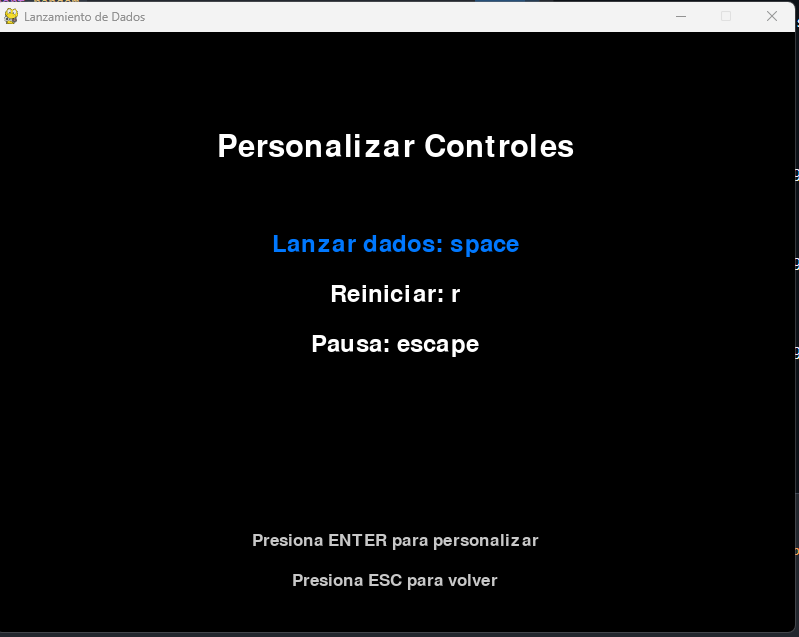 Lanzamiento de Dados
Personalizar Controles
Lanzar dados: space
Reiniciar: r
Pausa: escape
Presiona ENTER para personalizar
Presiona ESC para volver